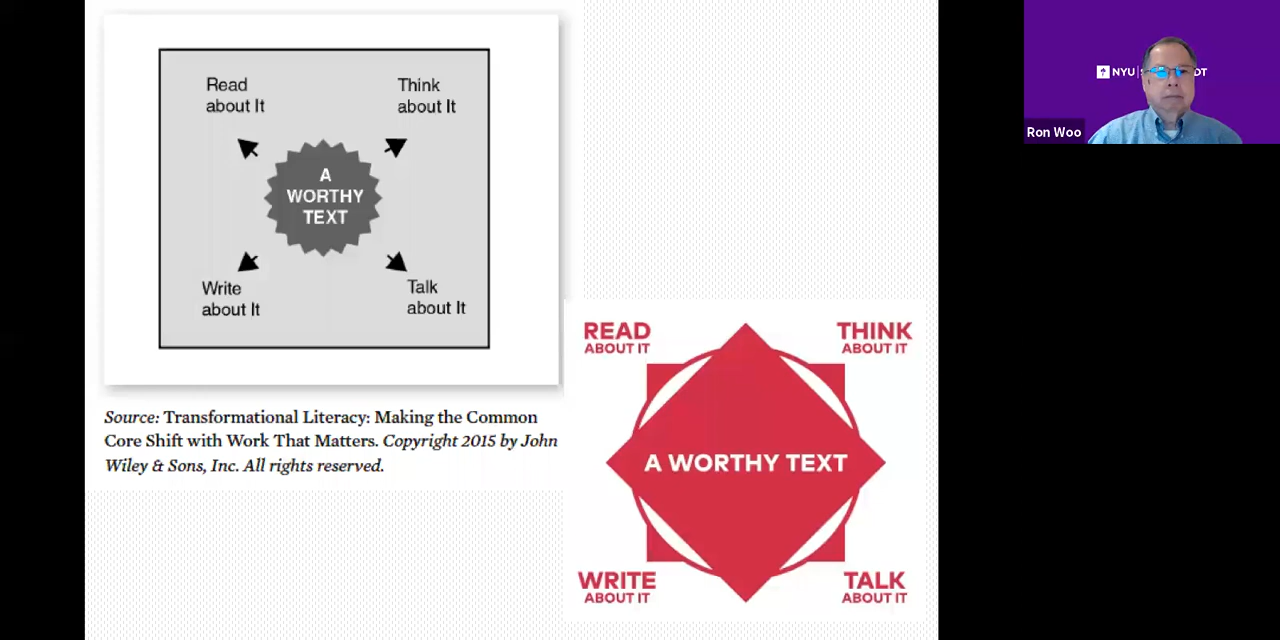 Read
about It
Think
about It
A
WORTHY
TEXT
Write
about It
Talk
about It
Source: Transformational Literacy: Making the Common
Core Shift with Work That Matters. Copyright 2015 by John
Wiley & Sons, Inc. All rights reserved.
READ
ABOUT IT
THINK
ABOUT IT
A WORTHY TEXT
WRITE
ABOUT IT
TALK
ABOUT IT
NYU
Ron Woo